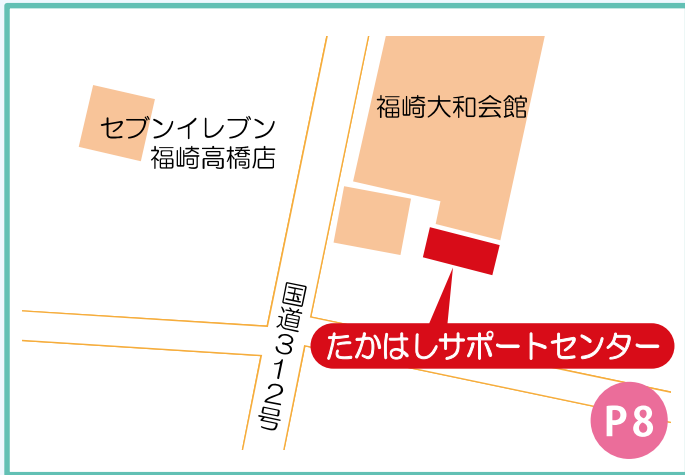 福崎大和会館
セブンイレブン
福崎高橋店
国道312号
たかはしサポートセンター
P8